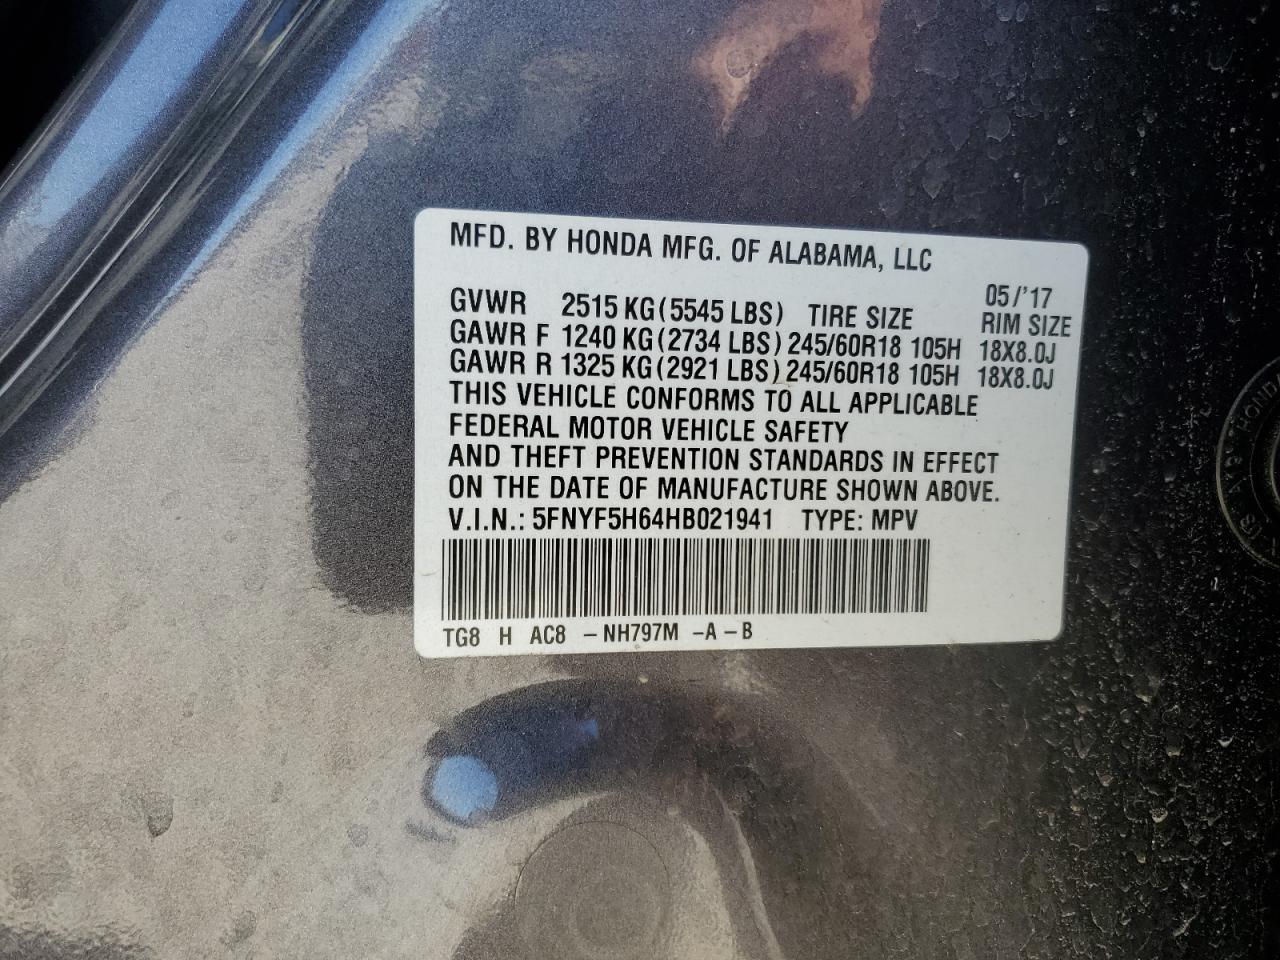 MFD. BY HONDA MFG. OF ALABAMA, LLC
05/'17
GVWR 2515 KG (5545 LBS) TIRE SIZE RIM SIZE
GAWR F 1240 KG (2734 LBS) 245/60R18 105H 18X8.0J
GAWR R 1325 KG (2921 LBS) 245/60R18 105H 18X8.0J
THIS VEHICLE CONFORMS TO ALL APPLICABLE
FEDERAL MOTOR VEHICLE SAFETY
AND THEFT PREVENTION STANDARDS IN EFFECT
ON THE DATE OF MANUFACTURE SHOWN ABOVE.
V.I.N.: 5FNYF5H64HB021941 TYPE: MPV
TG8 H AC8 -NH797M -A -B
HONDA